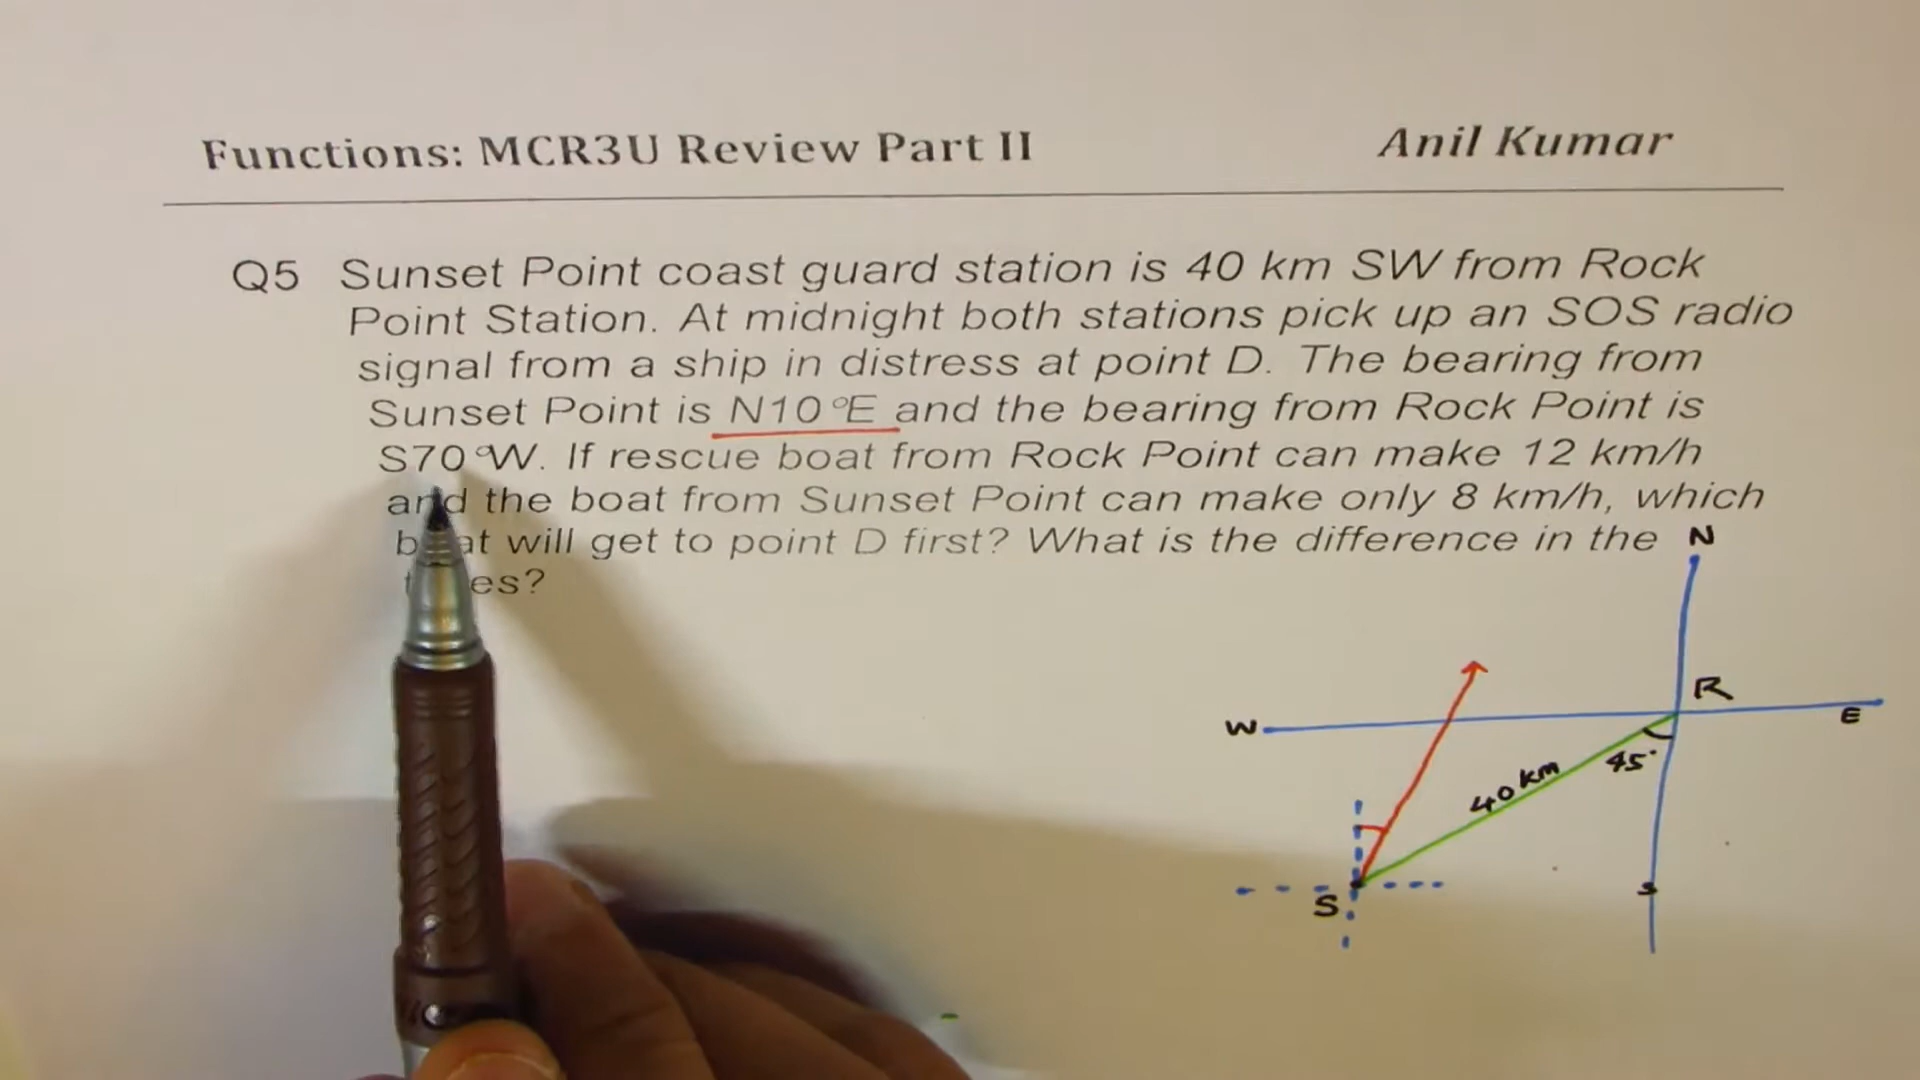 Functions: MCR3U Review Part II Anil Kumar
Q5 Sunset Point coast guard station is 40 km SW from Rock
Point Station. At midnight both stations pick up an SOS radio
signal from a ship in distress at point D. The bearing from
Sunset Point is N10°E and the bearing from Rock Point is
S70°W. If rescue boat from Rock Point can make 12 km/h
and the boat from Sunset Point can make only 8 km/h, which
will get to point D first? What is the difference in the
N
R
W
E
45°
40 km
S
S